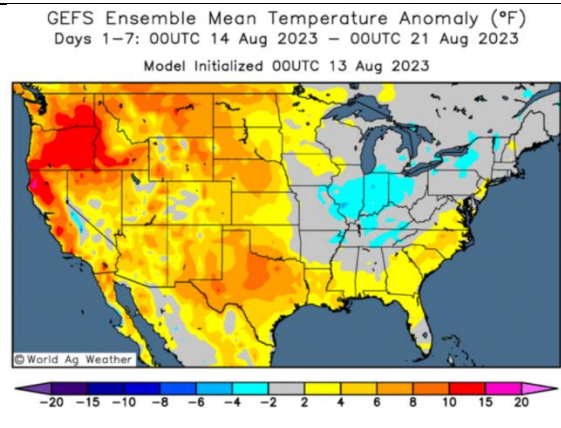 GEFS Ensemble Mean Temperature Anomaly (°F)
Days 1-7: 00UTC 14 Aug 2023 - 00UTC 21 Aug 2023
Model Initialized 00UTC 13 Aug 2023
© World Ag Weather
-20 -15 -10 -8 -6 -4 -2 2 4 6 8 10 15 20